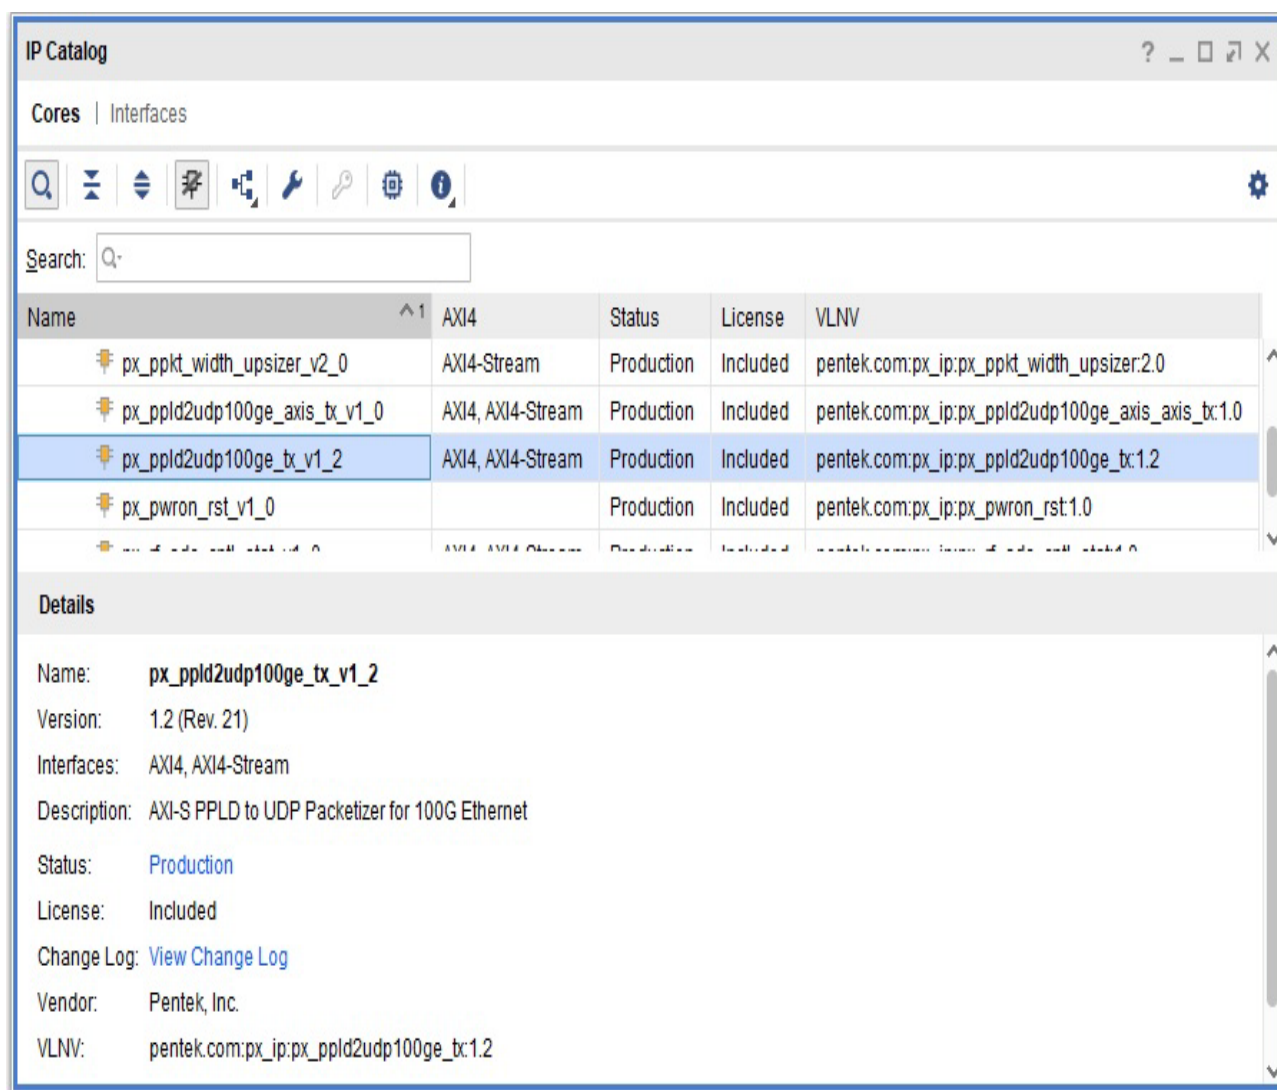 IP Catalog ? _ X
Cores | Interfaces
Search:
Name 1 AXI4 Status License VLNV
px_ppkt_width_upsizer_v2_0 AXI4-Stream Production Included pentek.com:px_ip:px_ppkt_width_upsizer:2.0
px_ppld2udp100ge_axis_tx_v1_0 AXI4, AXI4-Stream Production Included pentek.com:px_ip:px_ppld2udp100ge_axis_axis_tx:1.0
px_ppld2udp100ge_tx_v1_2 AXI4, AXI4-Stream Production Included pentek.com:px_ip:px_ppld2udp100ge_tx:1.2
px_pwron_rst_v1_0 Production Included pentek.com:px_ip:px_pwron_rst:1.0
Details
Name: px_ppld2udp100ge_tx_v1_2
Version: 1.2 (Rev. 21)
Interfaces: AXI4, AXI4-Stream
Description: AXI-S PPLD to UDP Packetizer for 100G Ethernet
Status: Production
License: Included
Change Log: View Change Log
Vendor: Pentek, Inc.
VLNV: pentek.com:px_ip:px_ppld2udp100ge_tx:1.2